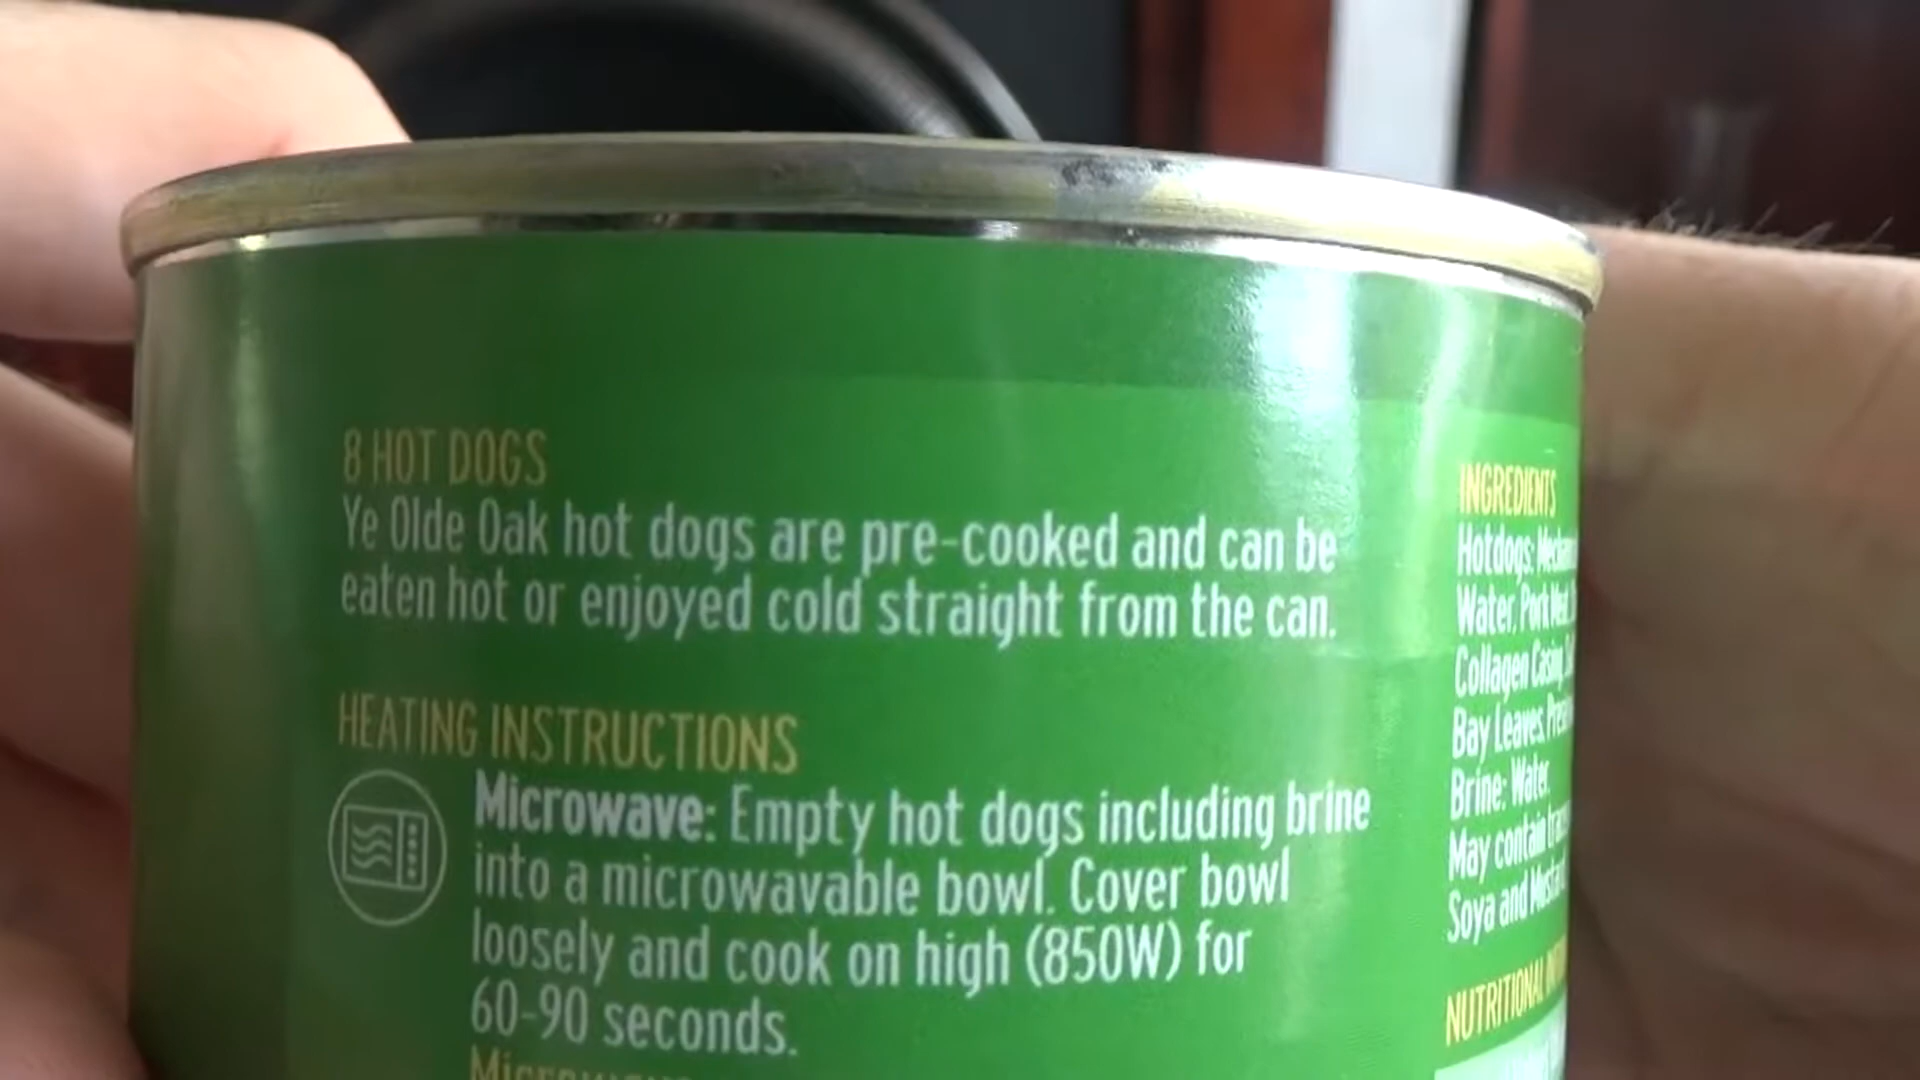 8 HOT DOGS
Ye Olde Oak hot dogs are pre-cooked and can be
eaten hot or enjoyed cold straight from the can.
HEATING INSTRUCTIONS
Microwave: Empty hot dogs including brine
into a microwavable bowl. Cover bowl
loosely and cook on high (850W) for
60-90 seconds.
INGREDIENTS
Hotdogs:
Water, Pork Meat,
Collagen Casing,
Bay Leaves,
Brine: Water.
May contain
Soya and
NUTRITIONAL